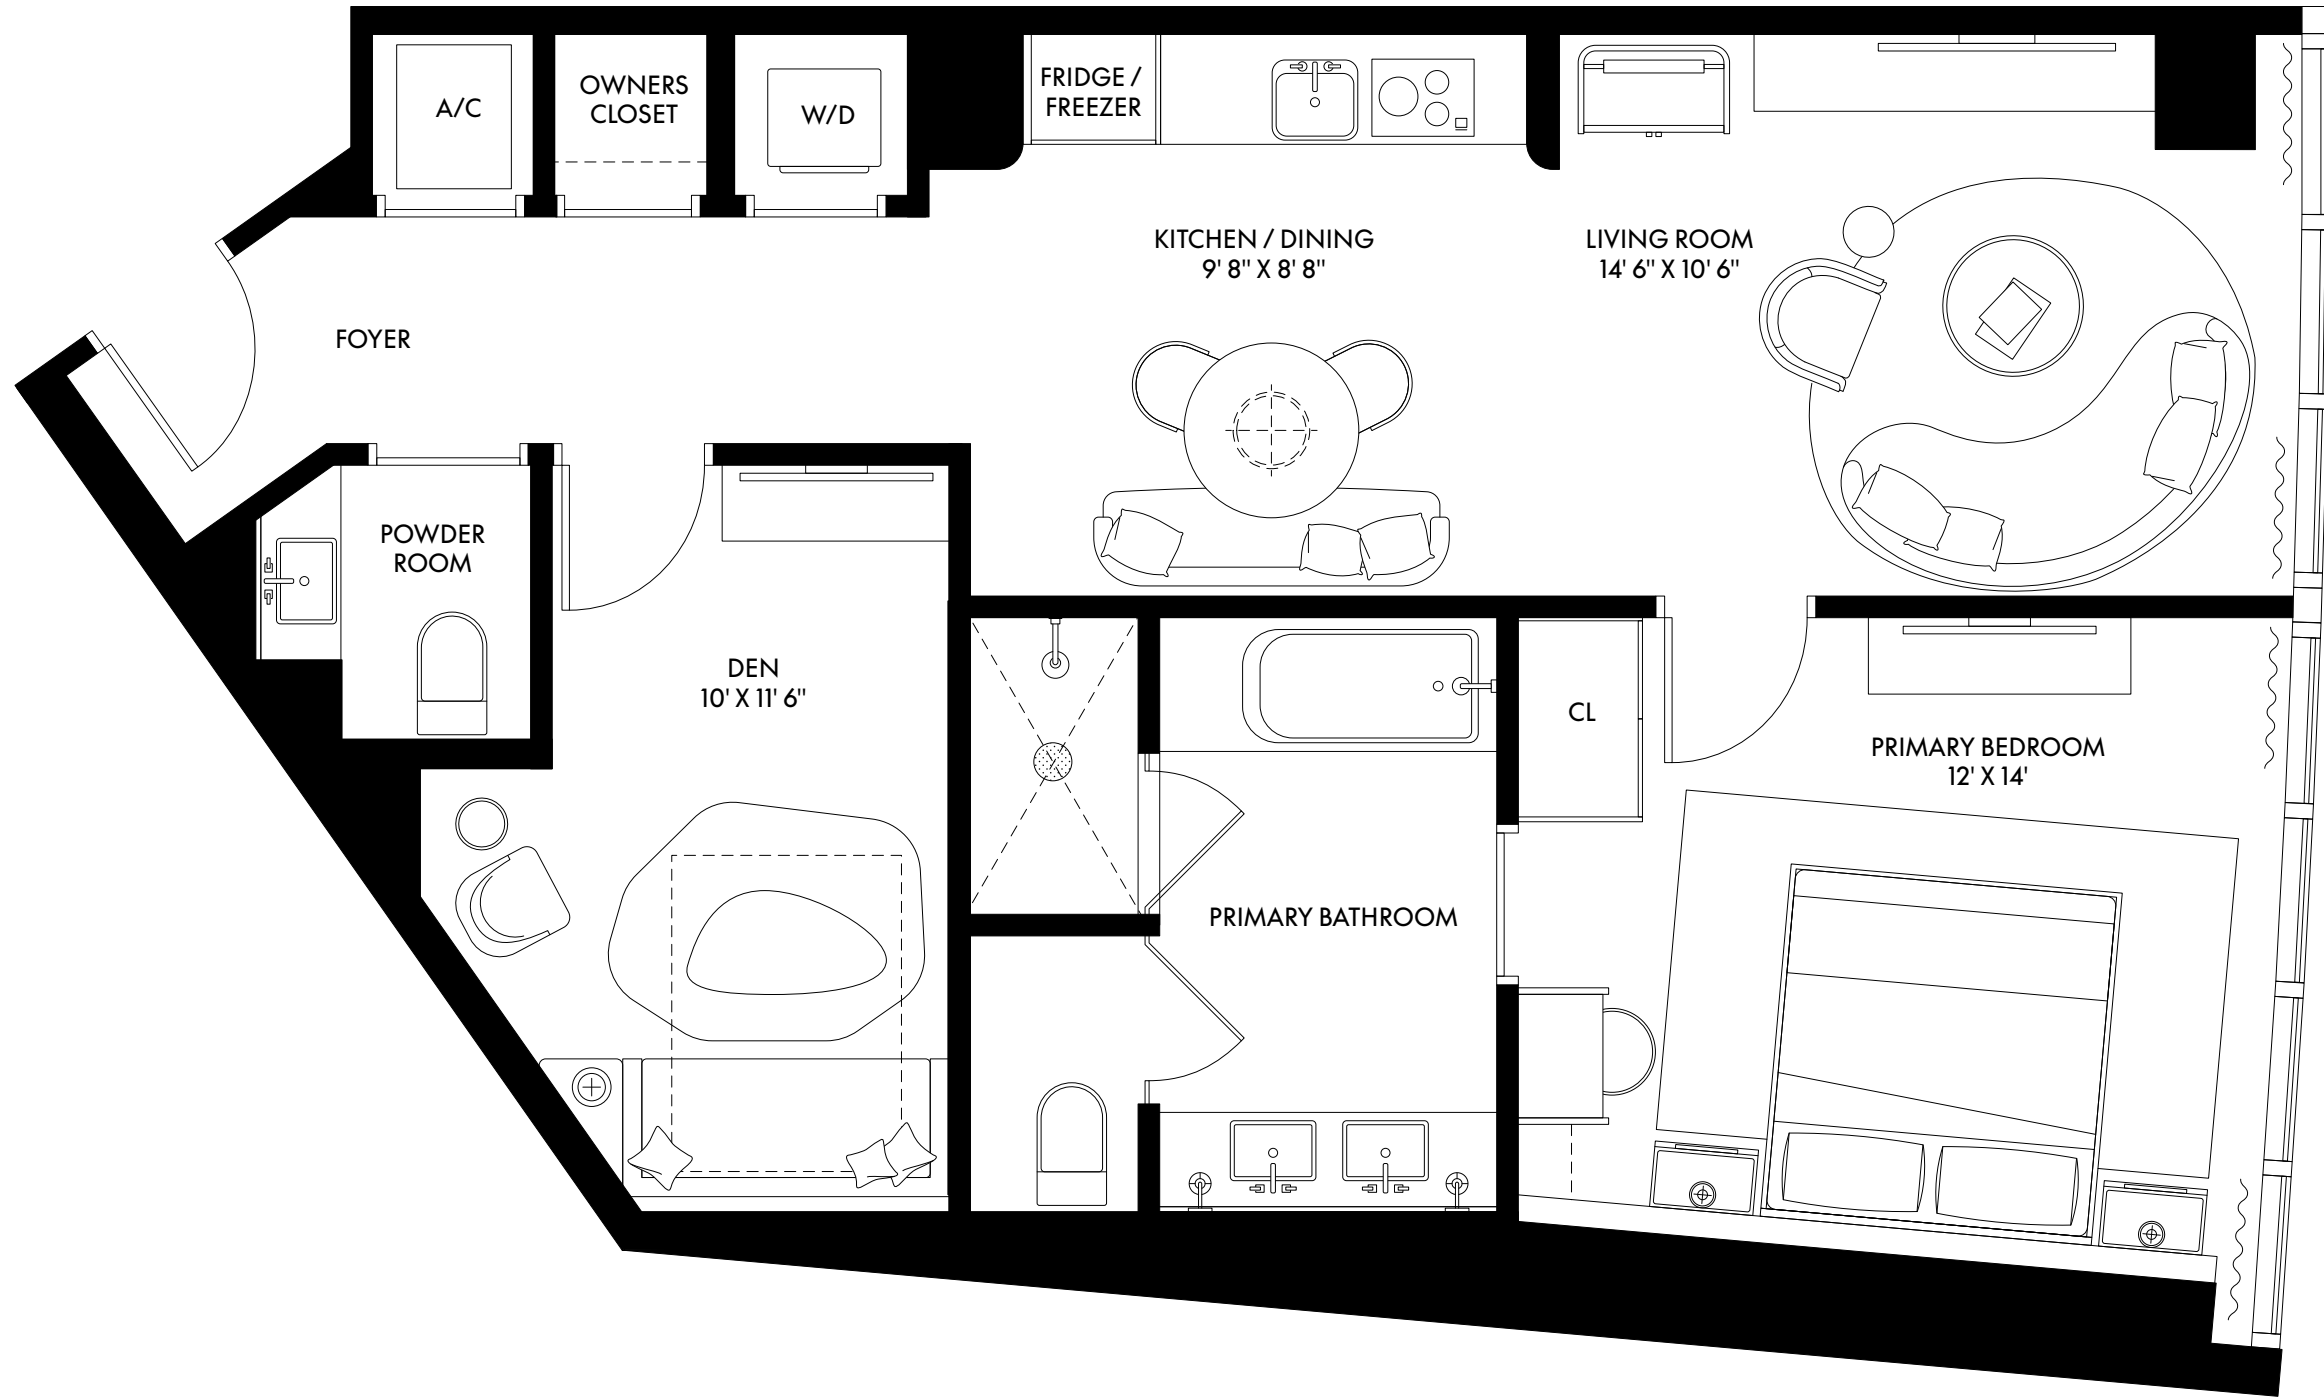 A/C
OWNERS
CLOSET
W/D
FRIDGE /
FREEZER
KITCHEN / DINING
9' 8" X 8' 8"
LIVING ROOM
14' 6" X 10' 6"
FOYER
POWDER
ROOM
DEN
10' X 11' 6"
CL
PRIMARY BEDROOM
12' X 14'
PRIMARY BATHROOM